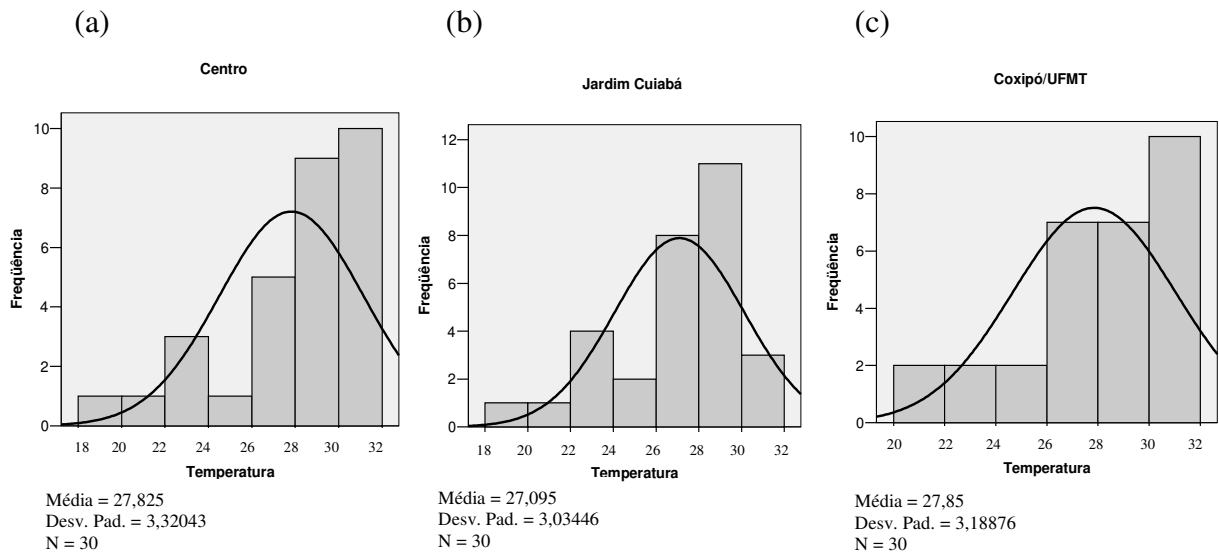 (a)
Centro
Freqüência
10
8
6
4
2
0
18 20 22 24 26 28 30 32
Temperatura
Média = 27,825
Desv. Pad. = 3,32043
N = 30
(b)
Jardim Cuiabá
Freqüência
12
10
8
6
4
2
0
18 20 22 24 26 28 30 32
Temperatura
Média = 27,095
Desv. Pad. = 3,03446
N = 30
(c)
Coxipó/UFMT
Freqüência
10
8
6
4
2
0
20 22 24 26 28 30 32
Temperatura
Média = 27,85
Desv. Pad. = 3,18876
N = 30